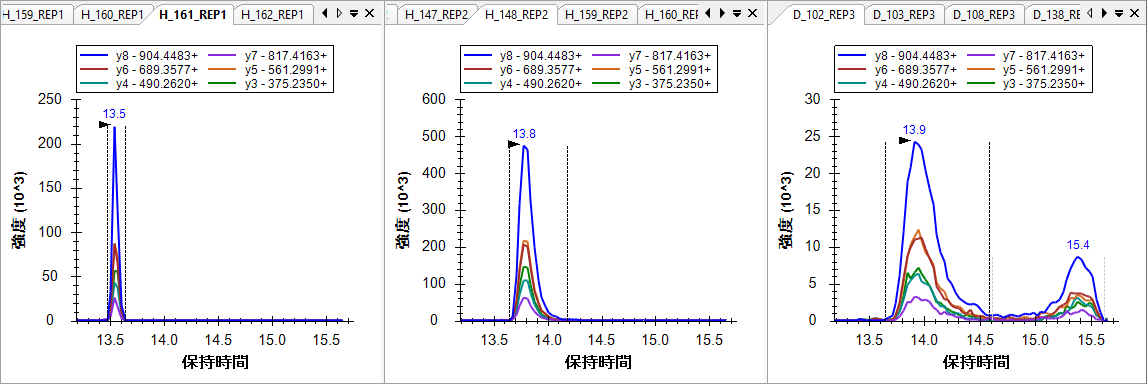 H_159_REP1 H_160_REP1 H_161_REP1 H_162_REP1
y8 - 904.4483+ y7 - 817.4163+
y6 - 689.3577+ y5 - 561.2991+
y4 - 490.2620+ y3 - 375.2350+
250
200
150
100
50
0
強度 (10^3)
13.5
13.5 14.0 14.5 15.0 15.5
保持時間
H_147_REP2 H_148_REP2 H_159_REP2 H_160_REP
y8 - 904.4483+ y7 - 817.4163+
y6 - 689.3577+ y5 - 561.2991+
y4 - 490.2620+ y3 - 375.2350+
600
500
400
300
200
100
0
強度 (10^3)
13.8
13.5 14.0 14.5 15.0 15.5
保持時間
D_102_REP3 D_103_REP3 D_108_REP3 D_138_RE
y8 - 904.4483+ y7 - 817.4163+
y6 - 689.3577+ y5 - 561.2991+
y4 - 490.2620+ y3 - 375.2350+
30
25
20
15
10
5
0
強度 (10^3)
13.9
15.4
13.5 14.0 14.5 15.0 15.5
保持時間